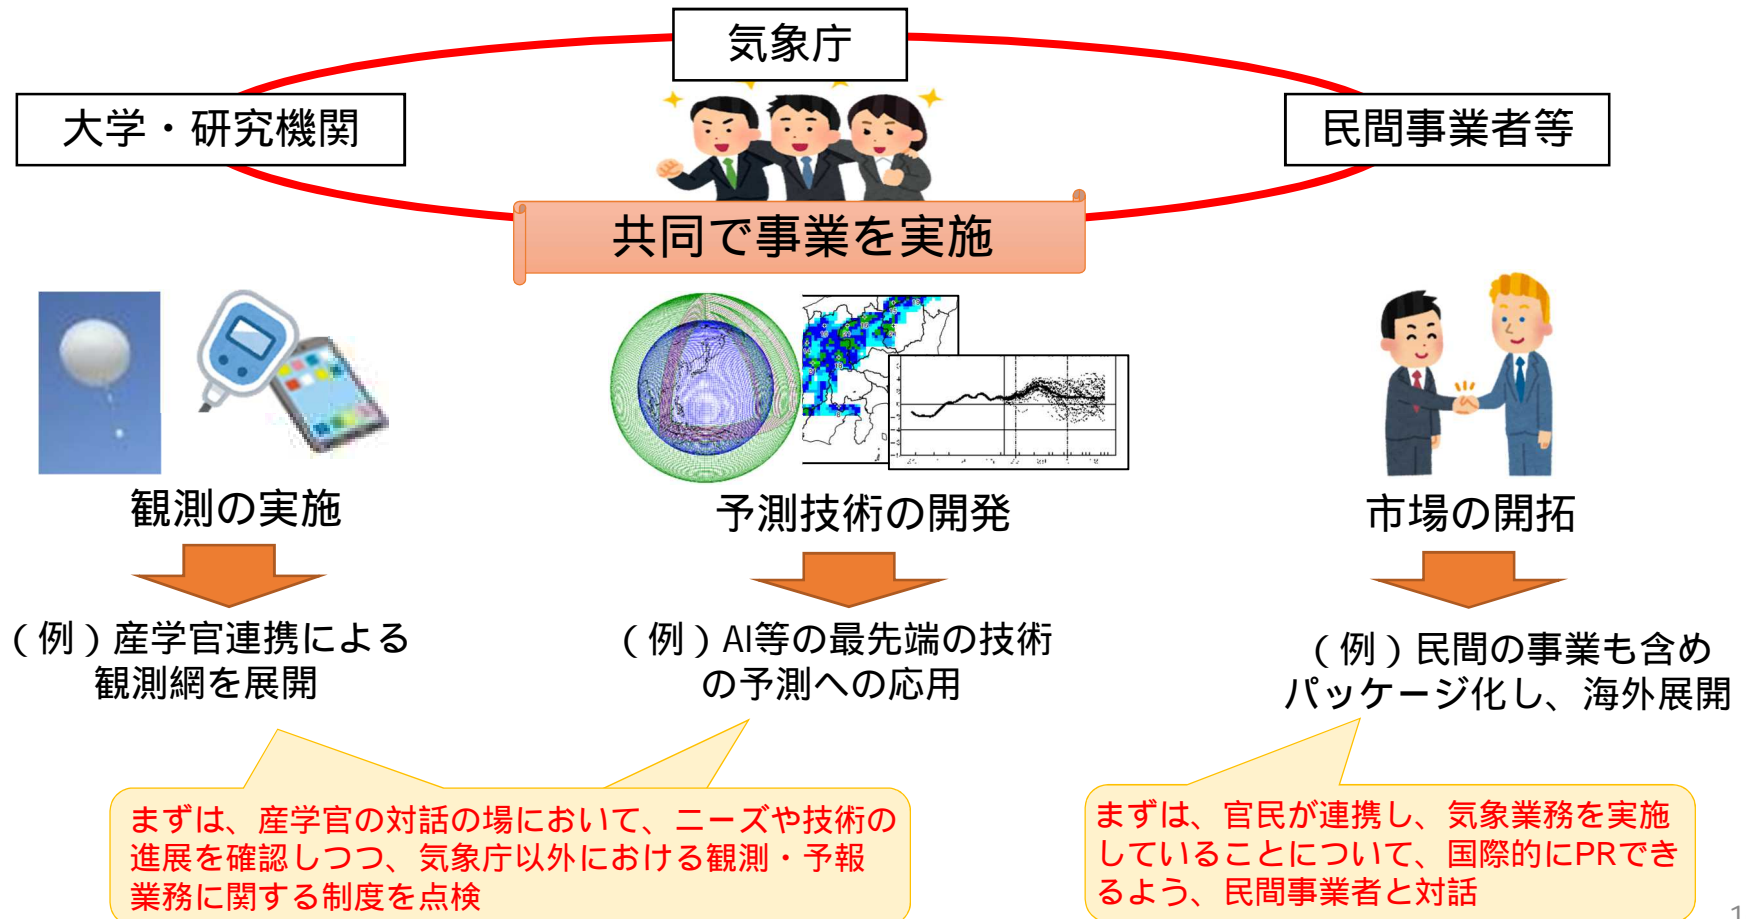 気象庁
大学・研究機関
民間事業者等
共同で事業を実施
観測の実施
予測技術の開発
市場の開拓
（例）産学官連携による
観測網を展開
（例）AI等の最先端の技術
の予測への応用
（例）民間の事業も含め
パッケージ化し、海外展開
まずは、産学官の対話の場において、ニーズや技術の
進展を確認しつつ、気象庁以外における観測・予報
業務に関する制度を点検
まずは、官民が連携し、気象業務を実施
していることについて、国際的にPRでき
るよう、民間事業者と対話